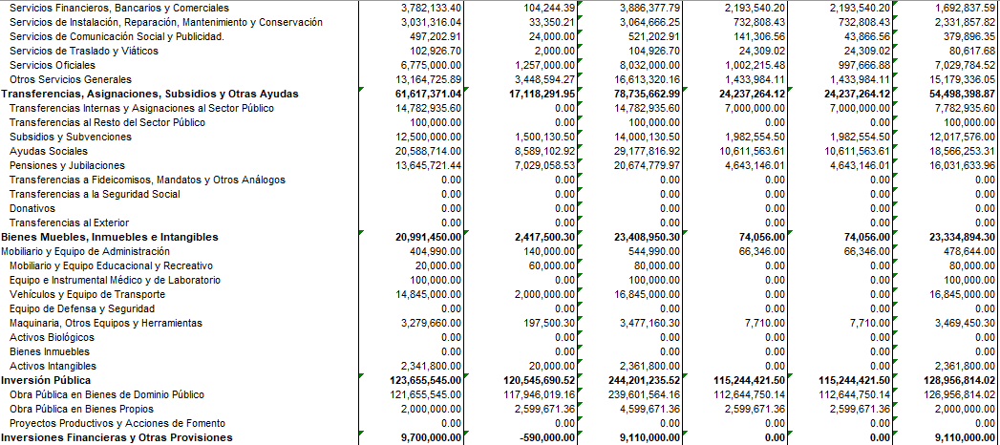 Servicios Financieros, Bancarios y Comerciales 3,782,133.40 104,244.39 3,886,377.79 2,193,540.20 2,193,540.20 1,692,837.59
Servicios de Instalación, Reparación, Mantenimiento y Conservación 3,031,316.04 33,350.21 3,064,666.25 732,808.43 732,808.43 2,331,857.82
Servicios de Comunicación Social y Publicidad. 497,202.91 24,000.00 521,202.91 141,306.56 43,866.56 379,896.35
Servicios de Traslado y Viáticos 102,926.70 2,000.00 104,926.70 24,309.02 24,309.02 80,617.68
Servicios Oficiales 6,775,000.00 1,257,000.00 8,032,000.00 1,002,215.48 997,666.88 7,029,784.52
Otros Servicios Generales 13,164,725.89 3,448,594.27 16,613,320.16 1,433,984.11 1,433,984.11 15,179,336.05
Transferencias, Asignaciones, Subsidios y Otras Ayudas 61,617,371.04 17,118,291.95 78,735,662.99 24,237,264.12 24,237,264.12 54,498,398.87
Transferencias Internas y Asignaciones al Sector Público 14,782,935.60 0.00 14,782,935.60 7,000,000.00 7,000,000.00 7,782,935.60
Transferencias al Resto del Sector Público 100,000.00 0.00 100,000.00 0.00 0.00 100,000.00
Subsidios y Subvenciones 12,500,000.00 1,500,130.50 14,000,130.50 1,982,554.50 1,982,554.50 12,017,576.00
Ayudas Sociales 20,588,714.00 8,589,102.92 29,177,816.92 10,611,563.61 10,611,563.61 18,566,253.31
Pensiones y Jubilaciones 13,645,721.44 7,029,058.53 20,674,779.97 4,643,146.01 4,643,146.01 16,031,633.96
Transferencias a Fideicomisos, Mandatos y Otros Análogos 0.00 0.00 0.00 0.00 0.00 0.00
Transferencias a la Seguridad Social 0.00 0.00 0.00 0.00 0.00 0.00
Donativos 0.00 0.00 0.00 0.00 0.00 0.00
Transferencias al Exterior 0.00 0.00 0.00 0.00 0.00 0.00
Bienes Muebles, Inmuebles e Intangibles 20,991,450.00 2,417,500.30 23,408,950.30 74,056.00 74,056.00 23,334,894.30
Mobiliario y Equipo de Administración 404,990.00 140,000.00 544,990.00 66,346.00 66,346.00 478,644.00
Mobiliario y Equipo Educacional y Recreativo 20,000.00 60,000.00 80,000.00 0.00 0.00 80,000.00
Equipo e Instrumental Médico y de Laboratorio 100,000.00 0.00 100,000.00 0.00 0.00 100,000.00
Vehículos y Equipo de Transporte 14,845,000.00 2,000,000.00 16,845,000.00 0.00 0.00 16,845,000.00
Equipo de Defensa y Seguridad 0.00 0.00 0.00 0.00 0.00 0.00
Maquinaria, Otros Equipos y Herramientas 3,279,660.00 197,500.30 3,477,160.30 7,710.00 7,710.00 3,469,450.30
Activos Biológicos 0.00 0.00 0.00 0.00 0.00 0.00
Bienes Inmuebles 0.00 0.00 0.00 0.00 0.00 0.00
Activos Intangibles 2,341,800.00 20,000.00 2,361,800.00 0.00 0.00 2,361,800.00
Inversión Pública 123,655,545.00 120,545,690.52 244,201,235.52 115,244,421.50 115,244,421.50 128,956,814.02
Obra Pública en Bienes de Dominio Público 121,655,545.00 117,946,019.16 239,601,564.16 112,644,750.14 112,644,750.14 126,956,814.02
Obra Pública en Bienes Propios 2,000,000.00 2,599,671.36 4,599,671.36 2,599,671.36 2,599,671.36 2,000,000.00
Proyectos Productivos y Acciones de Fomento 0.00 0.00 0.00 0.00 0.00 0.00
Inversiones Financieras y Otras Provisiones 9,700,000.00 -590,000.00 9,110,000.00 0.00 0.00 9,110,000.00